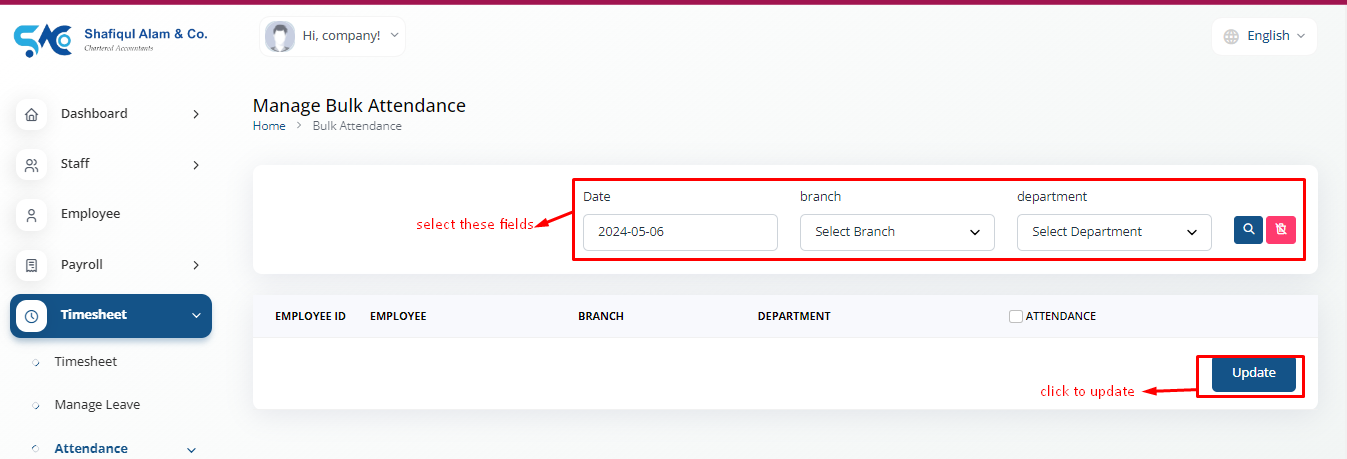 Shafiqul Alam & Co.
Chartered Accountants
Hi, company!
English
Dashboard
Staff
Employee
Payroll
Timesheet
Timesheet
Manage Leave
Attendance
Manage Bulk Attendance
Home > Bulk Attendance
select these fields
Date branch department
2024-05-06 Select Branch Select Department
EMPLOYEE ID EMPLOYEE BRANCH DEPARTMENT ATTENDANCE
Update
click to update